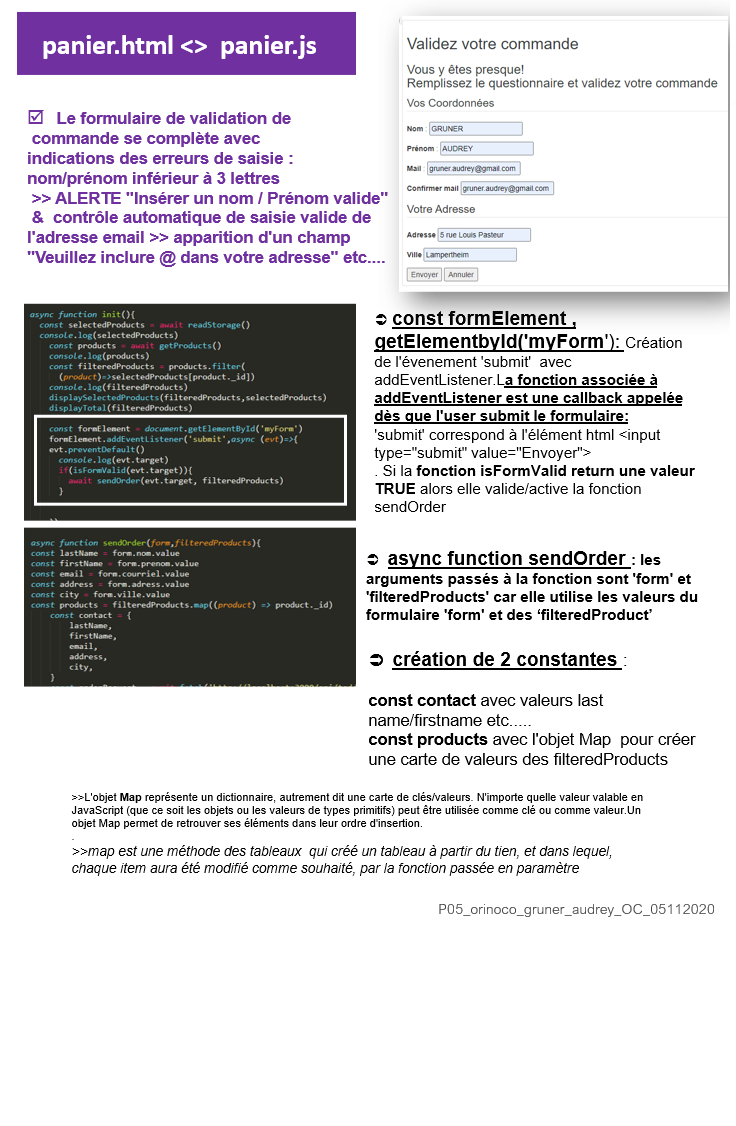 panier.html <> panier.js
Validez votre commande
Vous y êtes presque!
Remplissez le questionnaire et validez votre commande
Vos Coordonnées
Nom : GRUNER
Prénom : AUDREY
Mail : gruner.audrey@gmail.com
Confirmer mail gruner.audrey@gmail.com
Votre Adresse
Adresse 5 rue Louis Pasteur
Ville Lampertheim
Envoyer Annuler
☑ Le formulaire de validation de
commande se complète avec
indications des erreurs de saisie :
nom/prénom inférieur à 3 lettres
>> ALERTE "Insérer un nom / Prénom valide"
& contrôle automatique de saisie valide de
l'adresse email >> apparition d'un champ
"Veuillez inclure @ dans votre adresse" etc....
async function init(){
const selectedProducts = await readStorage()
console.log(selectedProducts)
const products = await getProducts()
console.log(products)
const filteredProducts = products.filter(
(product)=>selectedProducts[product._id])
console.log(filteredProducts)
displaySelectedProducts(filteredProducts,selectedProducts)
displayTotal(filteredProducts)
const formElement = document.getElementById('myForm')
formElement.addEventListener('submit',async (evt)=>{
evt.preventDefault()
console.log(evt.target)
if(isFormValid(evt.target)){
await sendOrder(evt.target, filteredProducts)
}
async function sendOrder(form,filteredProducts){
const lastName = form.nom.value
const firstName = form.prenom.value
const email = form.courriel.value
const address = form.adress.value
const city = form.ville.value
const products = filteredProducts.map((product) => product._id)
const contact = {
lastName,
firstName,
email,
address,
city,
}
➲ const formElement ,
getElementbyId('myForm'): Création
de l'évenement 'submit' avec
addEventListener.La fonction associée à
addEventListener est une callback appelée
dès que l'user submit le formulaire:
'submit' correspond à l'élément html <input
type="submit" value="Envoyer">
. Si la fonction isFormValid return une valeur
TRUE alors elle valide/active la fonction
sendOrder
➲ async function sendOrder : les
arguments passés à la fonction sont 'form' et
'filteredProducts' car elle utilise les valeurs du
formulaire 'form' et des ‘filteredProduct’
➲ création de 2 constantes :
const contact avec valeurs last
name/firstname etc.....
const products avec l'objet Map pour créer
une carte de valeurs des filteredProducts
>>L'objet Map représente un dictionnaire, autrement dit une carte de clés/valeurs. N'importe quelle valeur valable en
JavaScript (que ce soit les objets ou les valeurs de types primitifs) peut être utilisée comme clé ou comme valeur.Un
objet Map permet de retrouver ses éléments dans leur ordre d'insertion.
.
>>map est une méthode des tableaux qui créé un tableau à partir du tien, et dans lequel,
chaque item aura été modifié comme souhaité, par la fonction passée en paramètre
P05_orinoco_gruner_audrey_OC_05112020